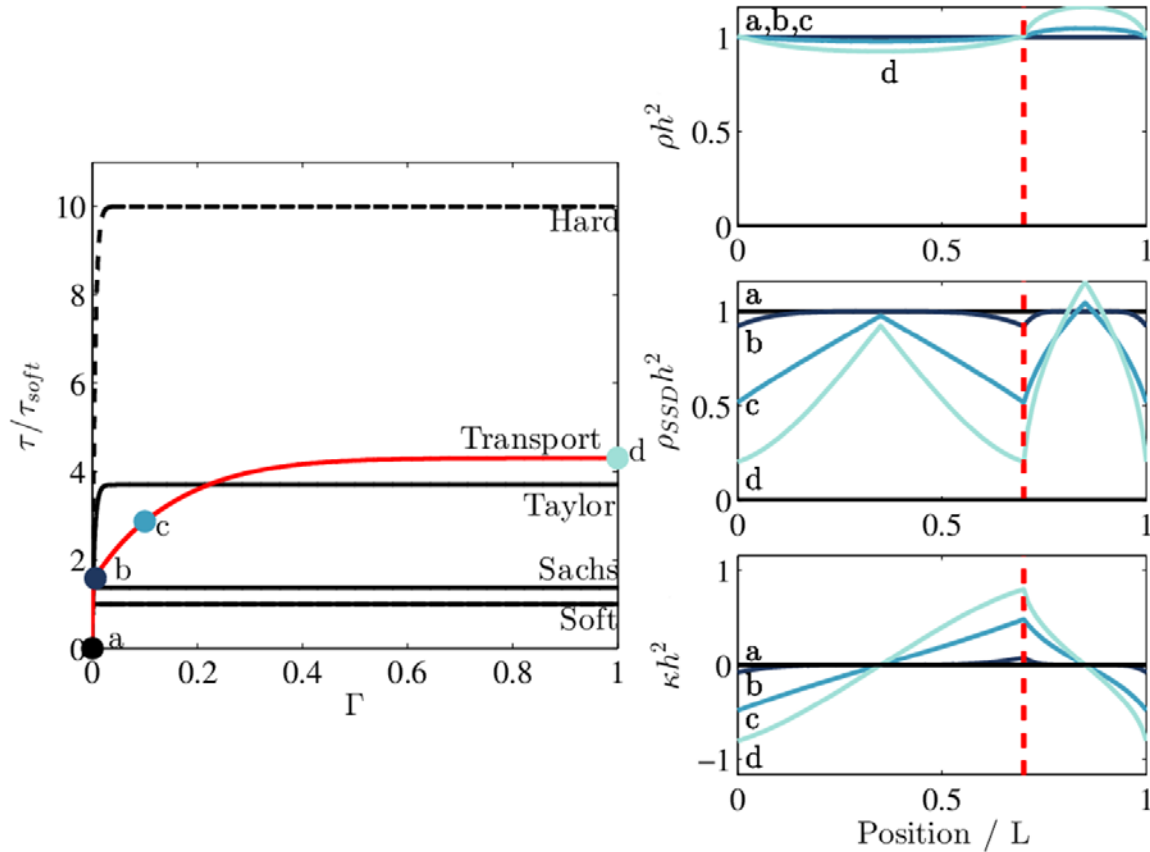 10
8
6
4
2
0
τ/τ_soft
Hard
Transport
d
Taylor
c
b
Sachs
Soft
a
0
0.2
0.4
0.6
0.8
1
Γ
a,b,c
d
1
0.5
0
ρh²
0
0.5
1
a
b
c
d
1
0.5
0
ρ_SSD h²
0
0.5
1
a
b
c
d
1
0
−1
κh²
0
0.5
1
Position / L